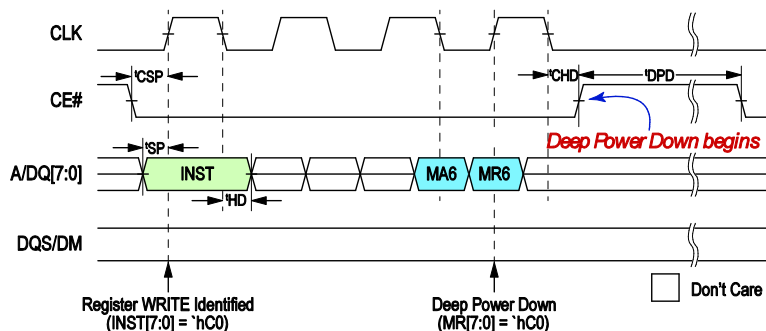 CLK
tCSP
tCHD
tDPD
CE#
Deep Power Down begins
tSP
A/DQ[7:0]
INST
MA6
MR6
tHD
DQS/DM
Register WRITE Identified
(INST[7:0] = `hC0)
Deep Power Down
(MR[7:0] = `hC0)
Don't Care